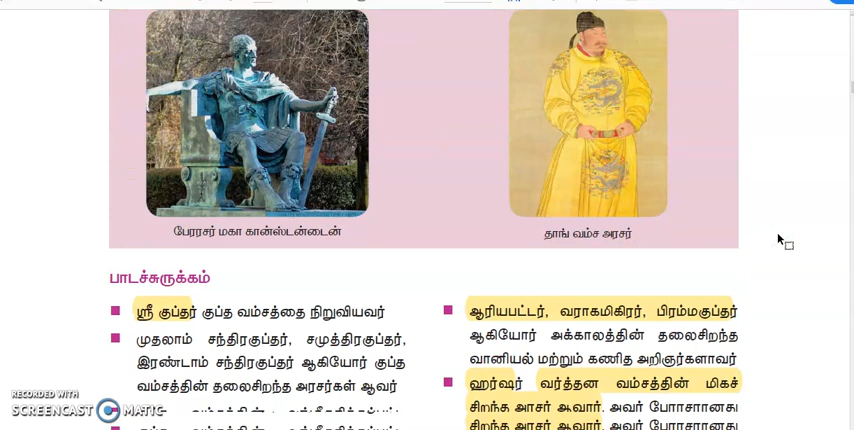 பேரரசர் மகா கான்ஸ்டன்டைன்
தாங் வம்ச அரசர்
பாடச்சுருக்கம்
ஸ்ரீ குப்தர் குப்த வம்சத்தை நிறுவியவர்
முதலாம் சந்திரகுப்தர், சமுத்திரகுப்தர்,
இரண்டாம் சந்திரகுப்தர் ஆகியோர் குப்த
வம்சத்தின் தலைசிறந்த அரசர்கள் ஆவர்
ஆரியபட்டர், வராகமிகிரர், பிரம்மகுப்தர்
ஆகியோர் அக்காலத்தின் தலைசிறந்த
வானியல் மற்றும் கணித அறிஞர்களாவர்
ஹர்ஷர் வர்த்தன வம்சத்தின் மிகச்
சிறந்த அரசர் ஆவார். அவர்
RECORDED WITH
SCREENCAST MATIC